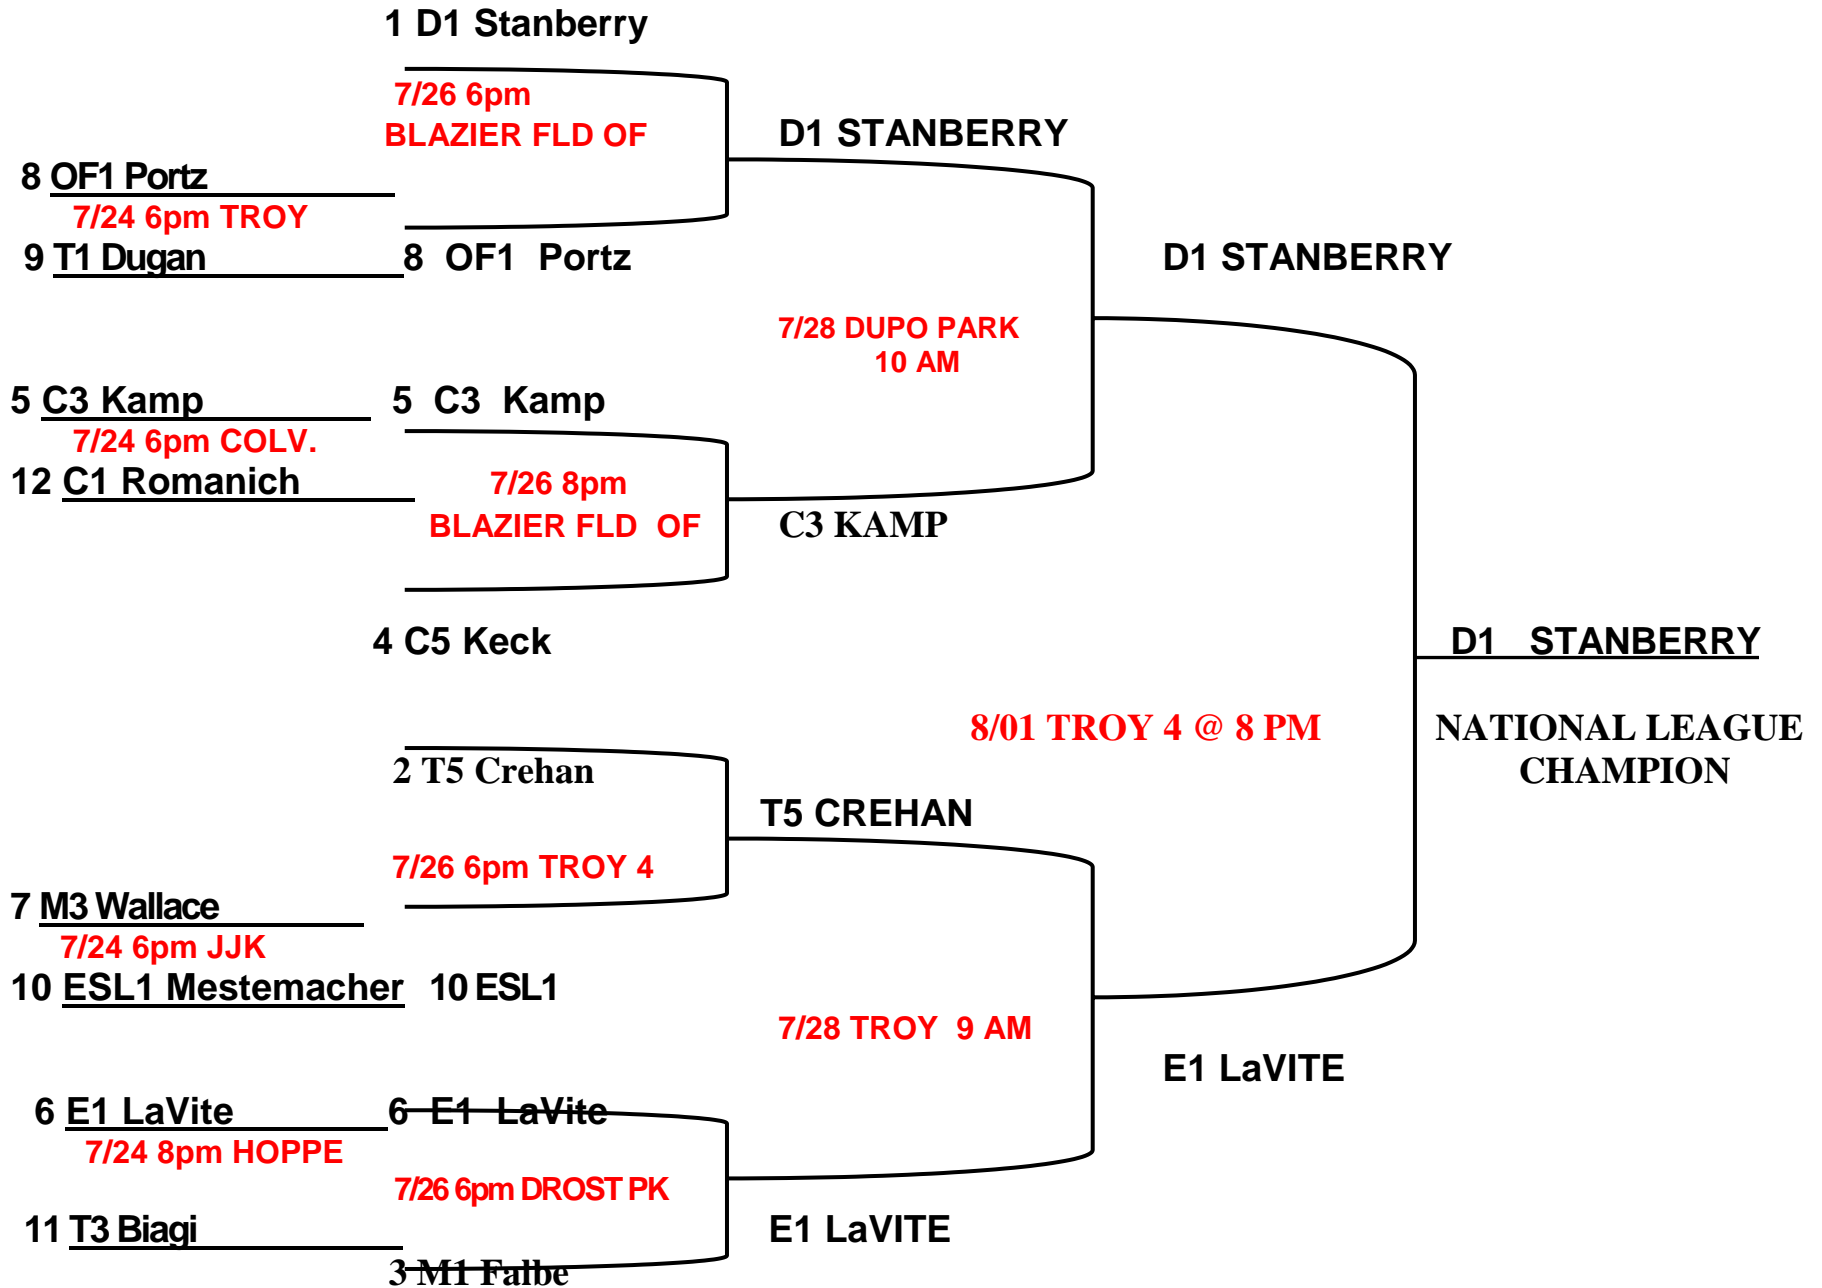 1 D1 Stanberry
7/26 6pm
BLAZIER FLD OF
D1 STANBERRY
8 OF1 Portz
7/24 6pm TROY
9 T1 Dugan
8 OF1 Portz
D1 STANBERRY
7/28 DUPO PARK
10 AM
5 C3 Kamp
5 C3 Kamp
7/24 6pm COLV.
12 C1 Romanich
7/26 8pm
BLAZIER FLD OF
C3 KAMP
4 C5 Keck
D1 STANBERRY
8/01 TROY 4 @ 8 PM
NATIONAL LEAGUE
CHAMPION
2 T5 Crehan
T5 CREHAN
7/26 6pm TROY 4
7 M3 Wallace
7/24 6pm JJK
10 ESL1 Mestemacher
10 ESL1
7/28 TROY 9 AM
E1 LaVITE
6 E1 LaVite
6 E1 LaVite
7/24 8pm HOPPE
7/26 6pm DROST PK
11 T3 Biagi
E1 LaVITE
3 M1 Falbe